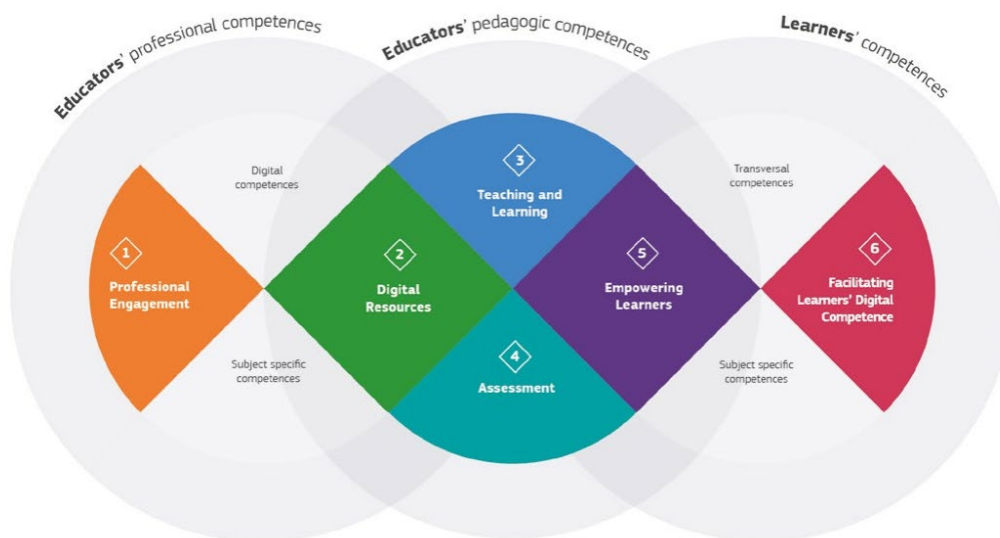 Educators' professional competences
Educators' pedagogic competences
Learners' competences
Digital
competences
3
Teaching and
Learning
Transversal
competences
1
Professional
Engagement
2
Digital
Resources
5
Empowering
Learners
6
Facilitating
Learners' Digital
Competence
Subject specific
competences
4
Assessment
Subject specific
competences